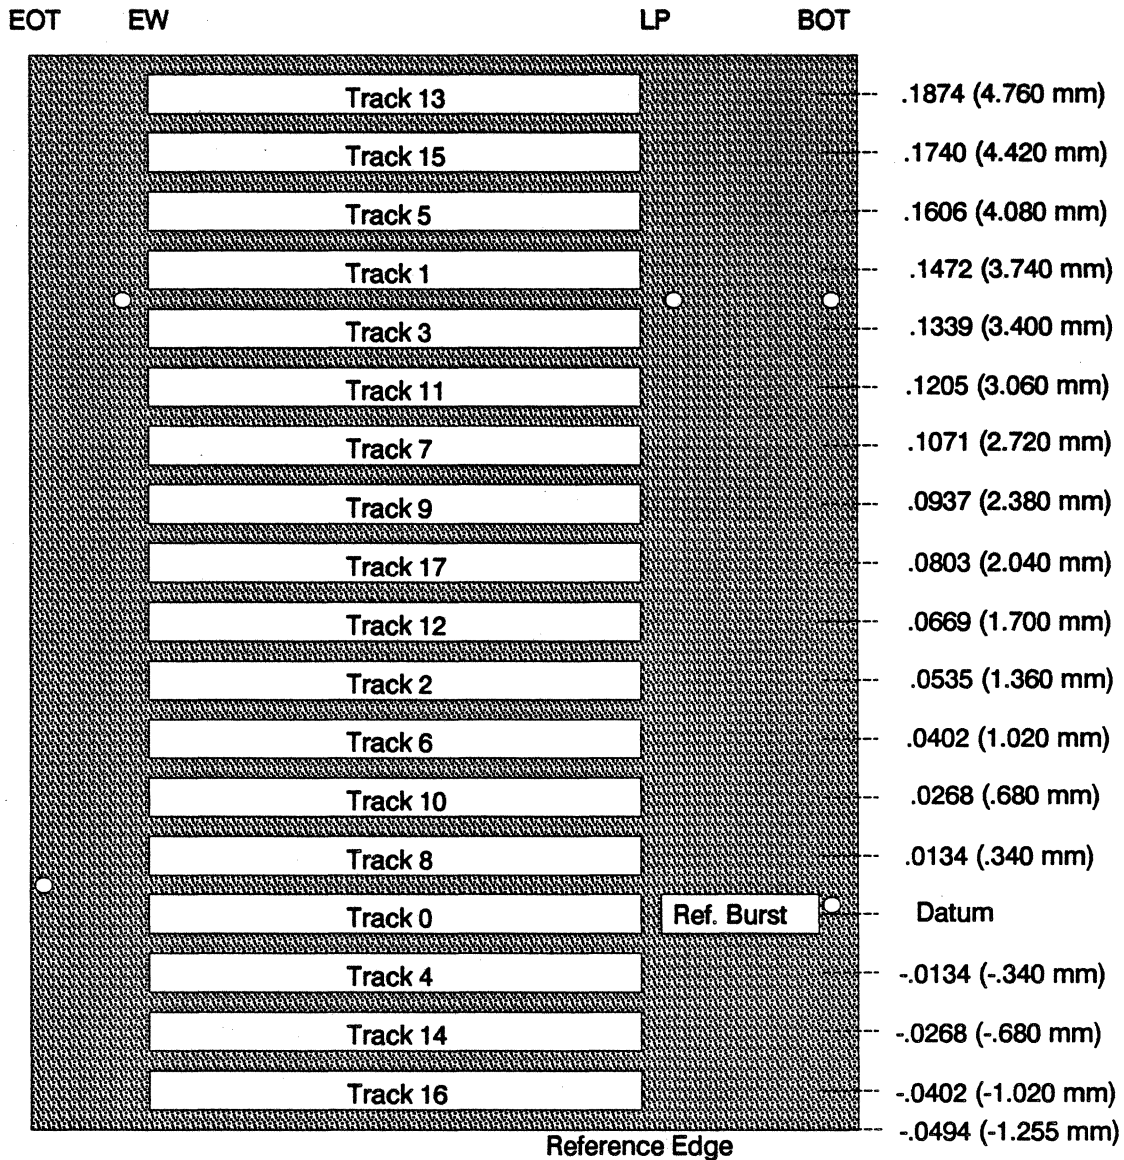 EOT EW LP BOT
Track 13 .1874 (4.760 mm)
Track 15 .1740 (4.420 mm)
Track 5 .1606 (4.080 mm)
Track 1 .1472 (3.740 mm)
Track 3 .1339 (3.400 mm)
Track 11 .1205 (3.060 mm)
Track 7 .1071 (2.720 mm)
Track 9 .0937 (2.380 mm)
Track 17 .0803 (2.040 mm)
Track 12 .0669 (1.700 mm)
Track 2 .0535 (1.360 mm)
Track 6 .0402 (1.020 mm)
Track 10 .0268 (.680 mm)
Track 8 .0134 (.340 mm)
Track 0 Ref. Burst Datum
Track 4 -.0134 (-.340 mm)
Track 14 -.0268 (-.680 mm)
Track 16 -.0402 (-1.020 mm)
-.0494 (-1.255 mm)
Reference Edge